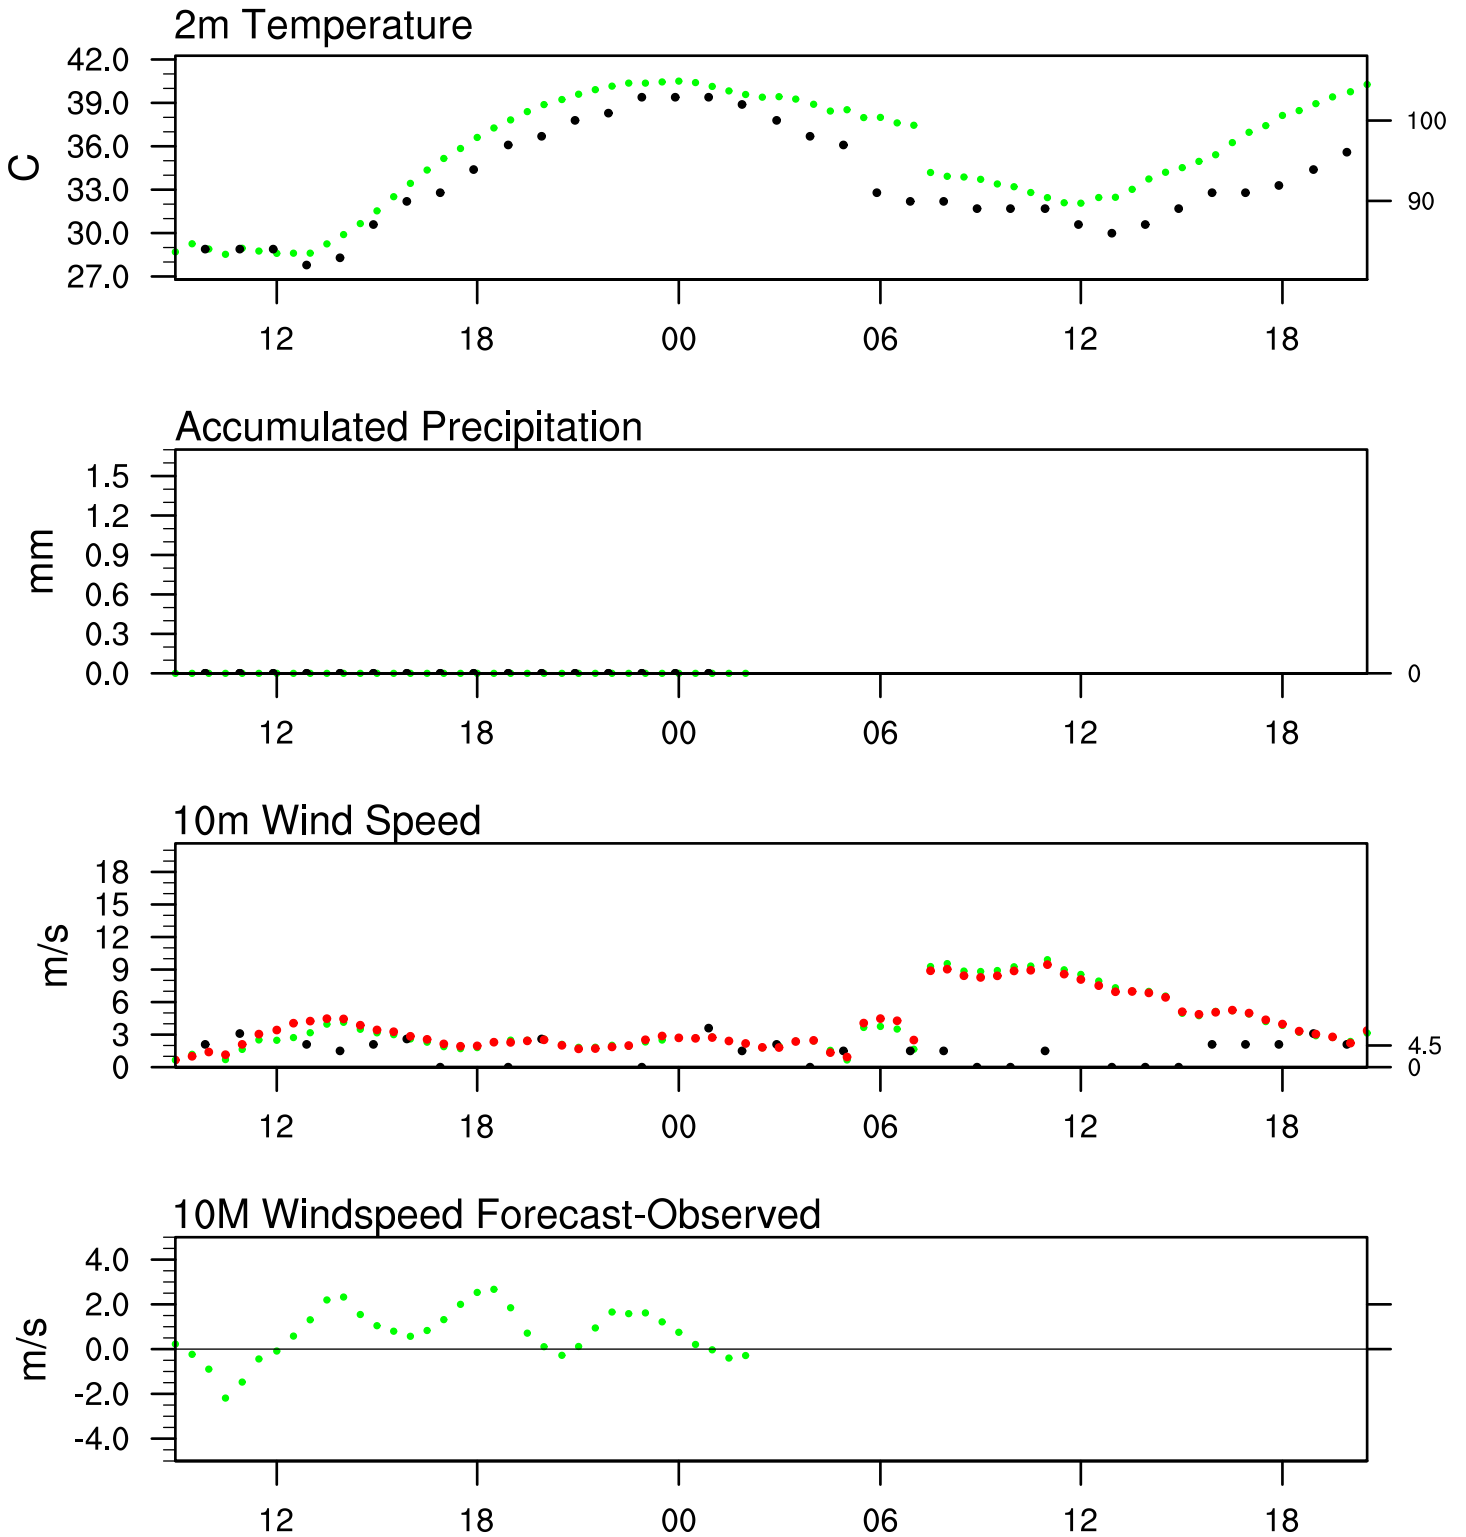 2m Temperature
42.0
39.0
36.0
33.0
30.0
27.0
C
100
90
12 18 00 06 12 18
Accumulated Precipitation
1.5
1.2
0.9
0.6
0.3
0.0
mm
0
12 18 00 06 12 18
10m Wind Speed
18
15
12
9
6
3
0
m/s
4.5
0
12 18 00 06 12 18
10M Windspeed Forecast-Observed
4.0
2.0
0.0
-2.0
-4.0
m/s
12 18 00 06 12 18